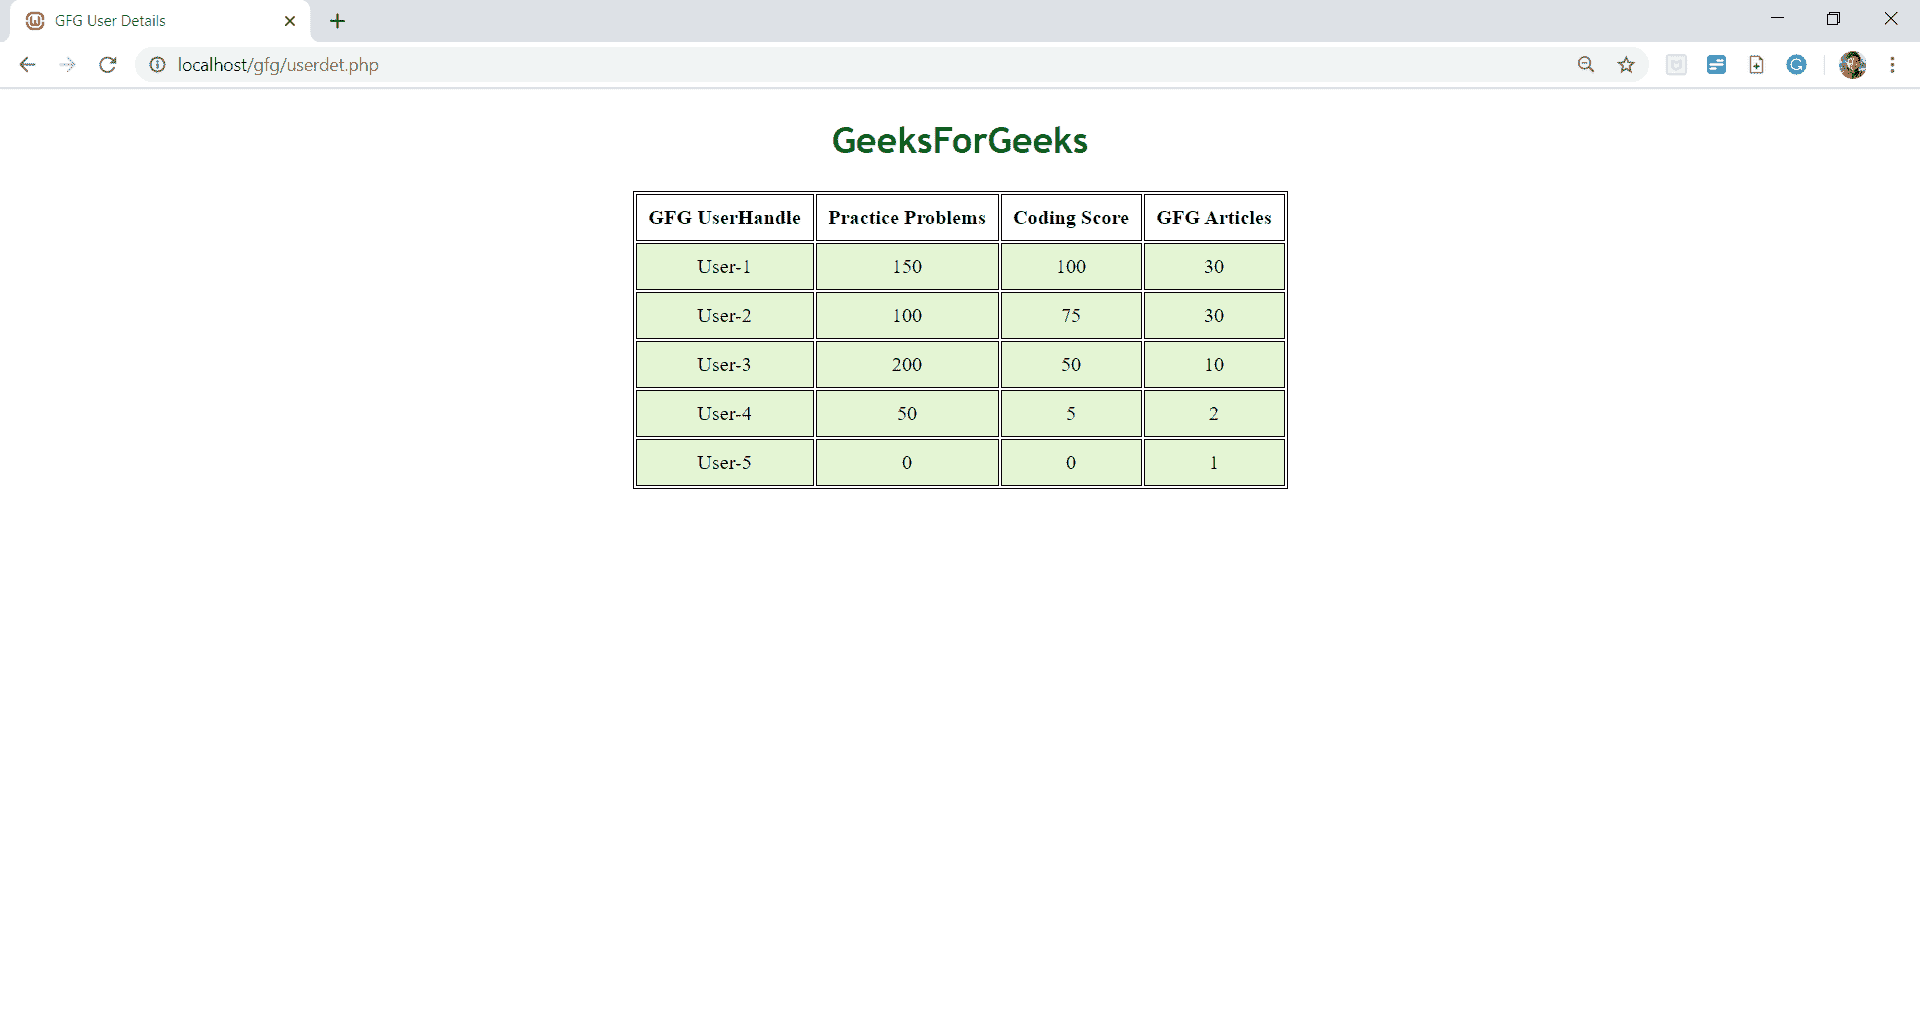 GFG User Details
localhost/gfg/userdet.php
GeeksForGeeks
GFG UserHandle Practice Problems Coding Score GFG Articles
User-1 150 100 30
User-2 100 75 30
User-3 200 50 10
User-4 50 5 2
User-5 0 0 1